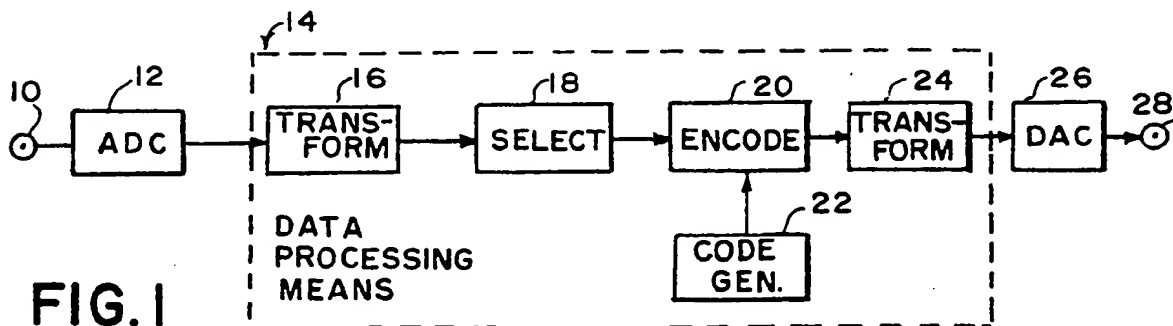 14
10
12
16
18
20
24
26
28
ADC
TRANS-
FORM
SELECT
ENCODE
TRANS-
FORM
DAC
22
CODE
GEN.
DATA
PROCESSING
MEANS
FIG.1